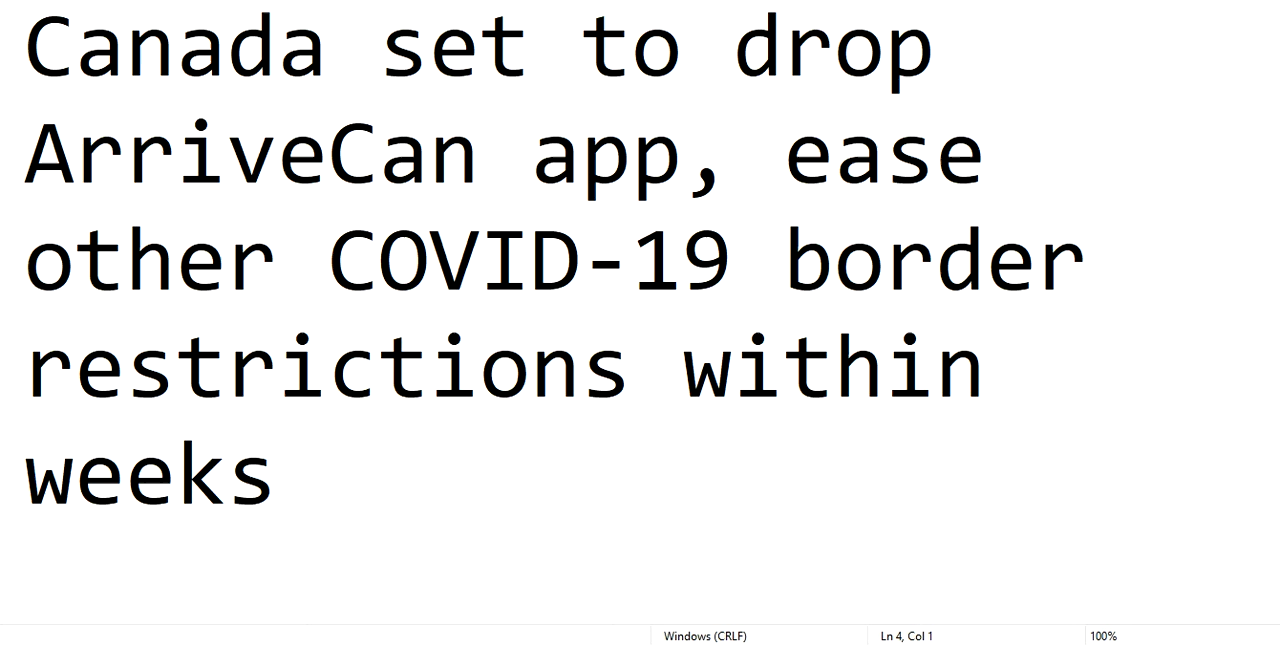 Canada set to drop
ArriveCan app, ease
other COVID-19 border
restrictions within
weeks
Windows (CRLF) Ln 4, Col 1 100%